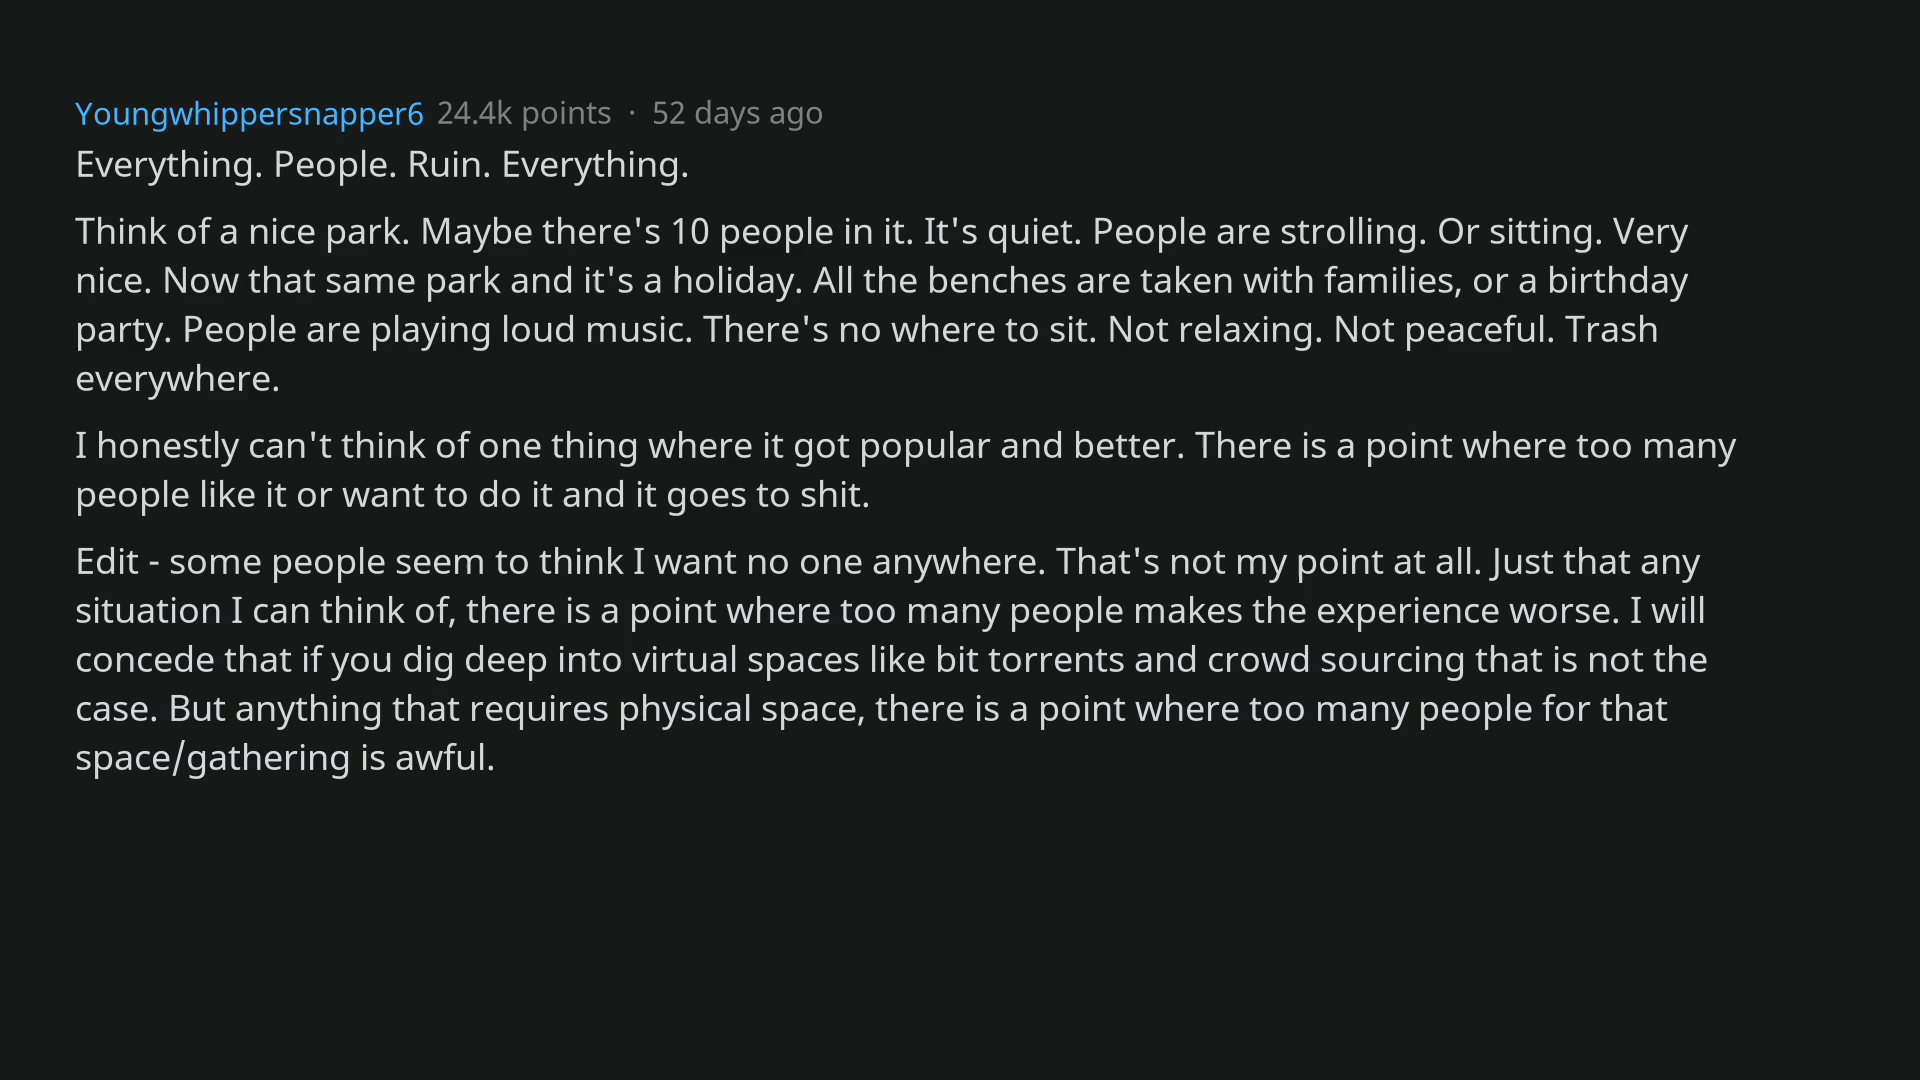 Youngwhippersnapper6 24.4k points · 52 days ago
Everything. People. Ruin. Everything.
Think of a nice park. Maybe there's 10 people in it. It's quiet. People are strolling. Or sitting. Very
nice. Now that same park and it's a holiday. All the benches are taken with families, or a birthday
party. People are playing loud music. There's no where to sit. Not relaxing. Not peaceful. Trash
everywhere.
I honestly can't think of one thing where it got popular and better. There is a point where too many
people like it or want to do it and it goes to shit.
Edit - some people seem to think I want no one anywhere. That's not my point at all. Just that any
situation I can think of, there is a point where too many people makes the experience worse. I will
concede that if you dig deep into virtual spaces like bit torrents and crowd sourcing that is not the
case. But anything that requires physical space, there is a point where too many people for that
space/gathering is awful.